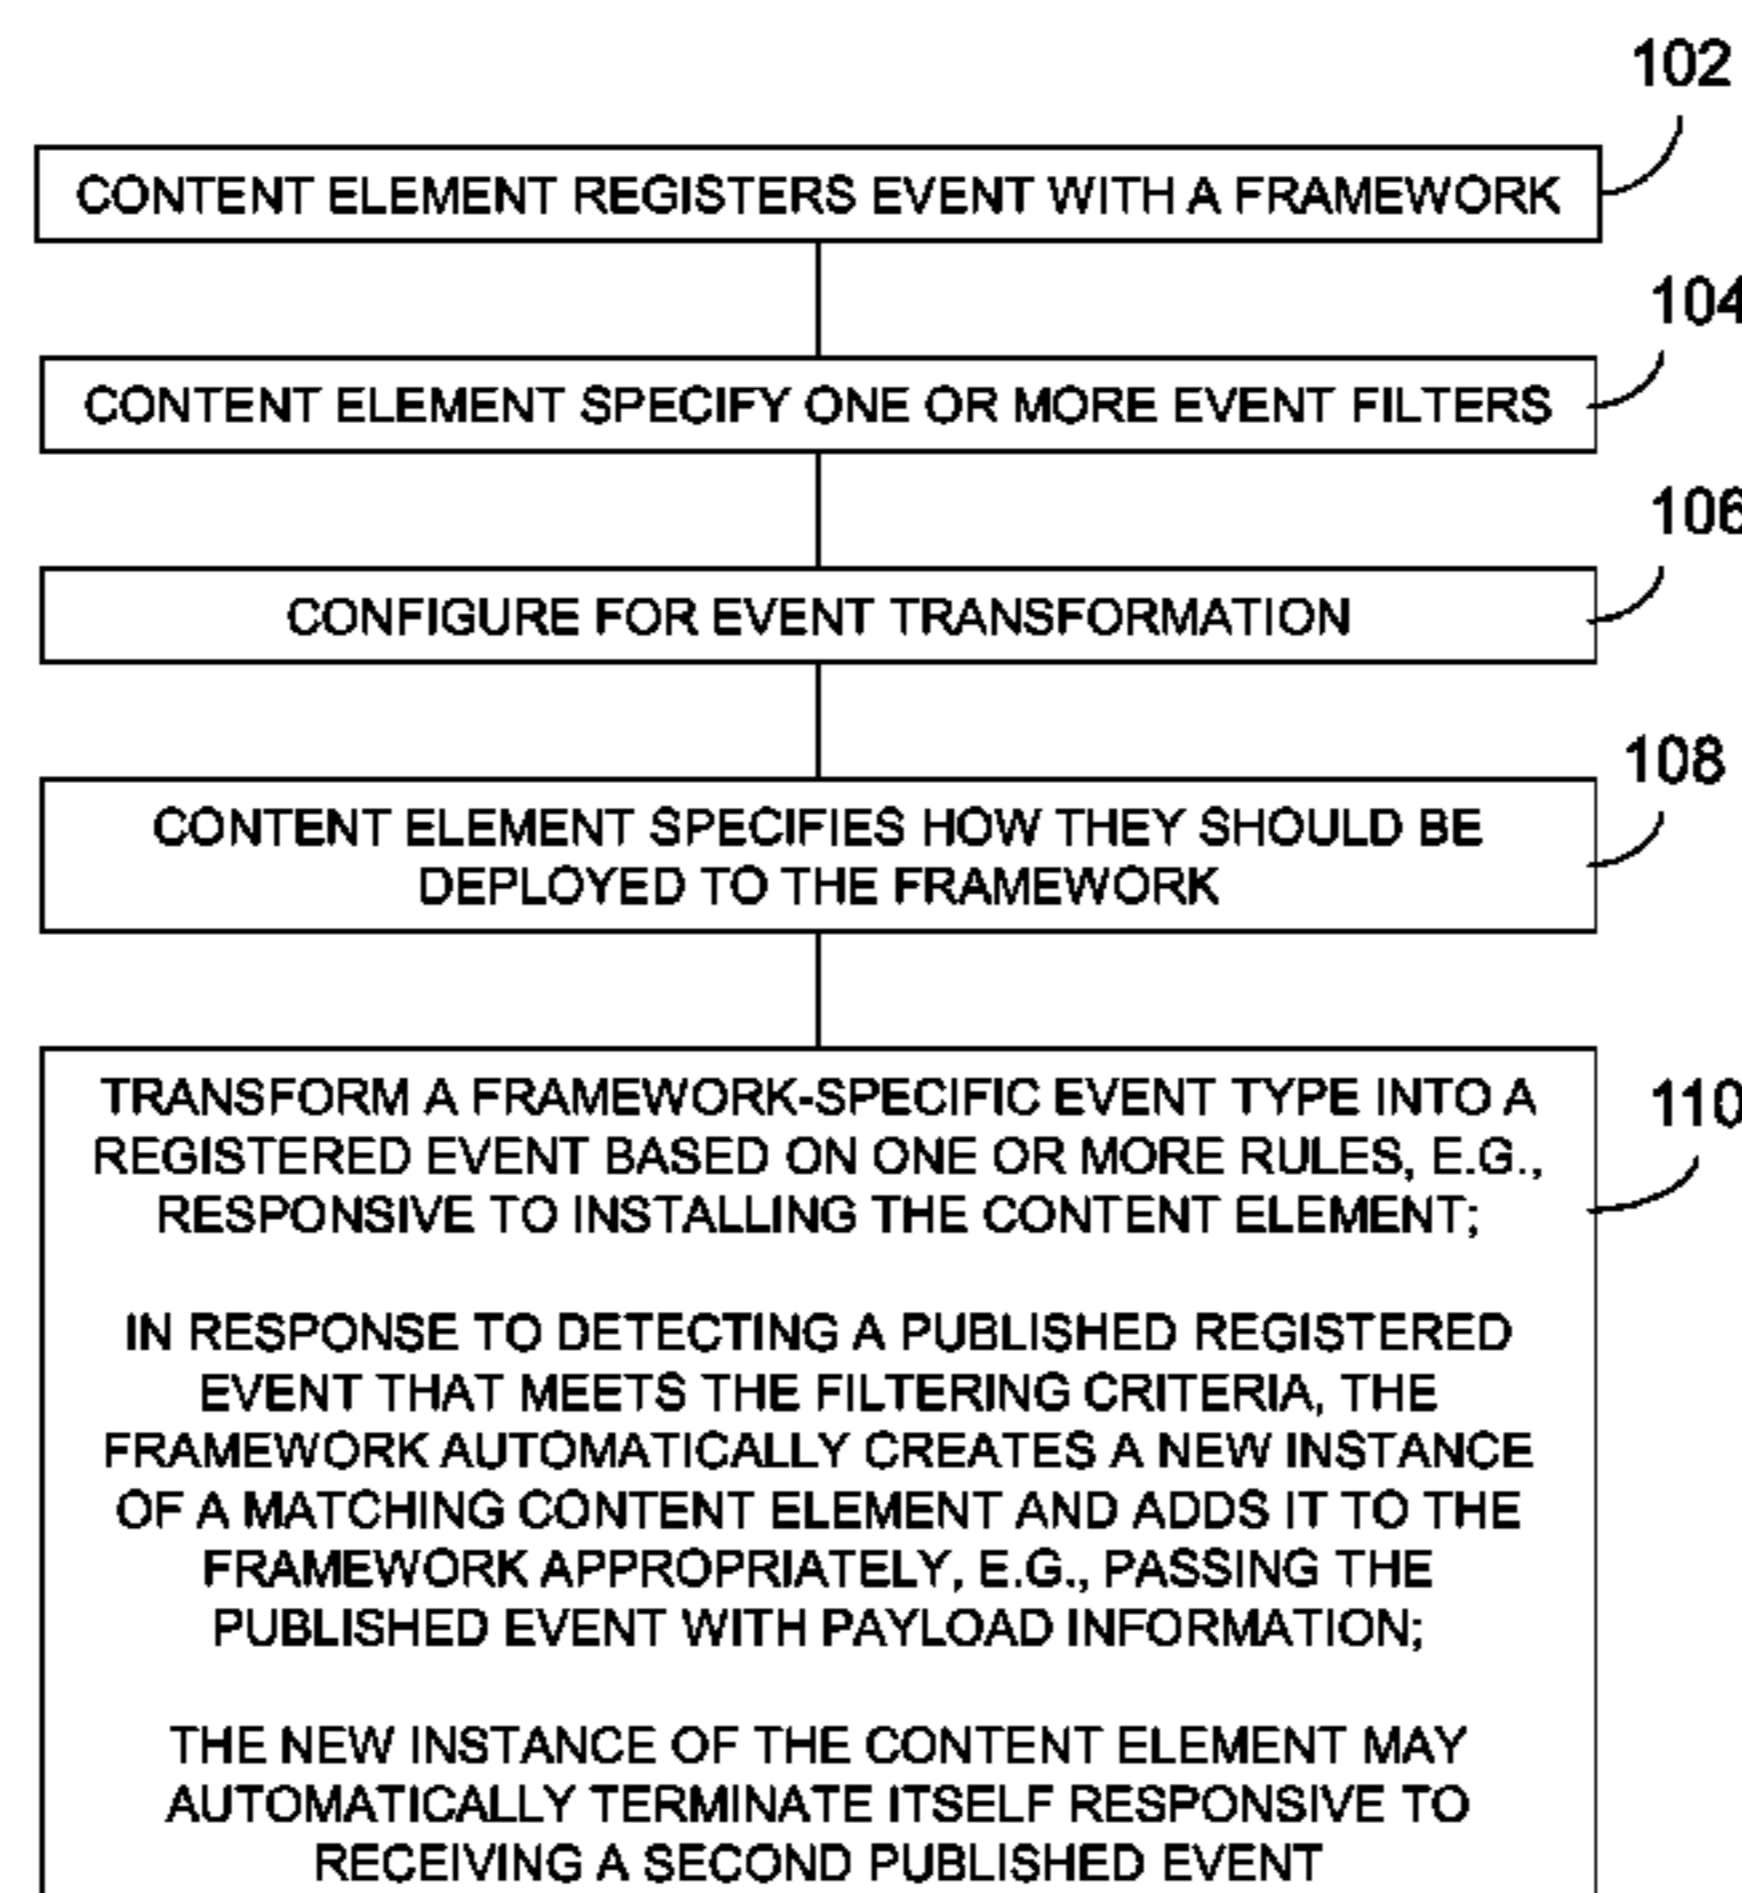 102
CONTENT ELEMENT REGISTERS EVENT WITH A FRAMEWORK
104
CONTENT ELEMENT SPECIFY ONE OR MORE EVENT FILTERS
106
CONFIGURE FOR EVENT TRANSFORMATION
108
CONTENT ELEMENT SPECIFIES HOW THEY SHOULD BE
DEPLOYED TO THE FRAMEWORK
110
TRANSFORM A FRAMEWORK-SPECIFIC EVENT TYPE INTO A
REGISTERED EVENT BASED ON ONE OR MORE RULES, E.G.,
RESPONSIVE TO INSTALLING THE CONTENT ELEMENT;
IN RESPONSE TO DETECTING A PUBLISHED REGISTERED
EVENT THAT MEETS THE FILTERING CRITERIA, THE
FRAMEWORK AUTOMATICALLY CREATES A NEW INSTANCE
OF A MATCHING CONTENT ELEMENT AND ADDS IT TO THE
FRAMEWORK APPROPRIATELY, E.G., PASSING THE
PUBLISHED EVENT WITH PAYLOAD INFORMATION;
THE NEW INSTANCE OF THE CONTENT ELEMENT MAY
AUTOMATICALLY TERMINATE ITSELF RESPONSIVE TO
RECEIVING A SECOND PUBLISHED EVENT